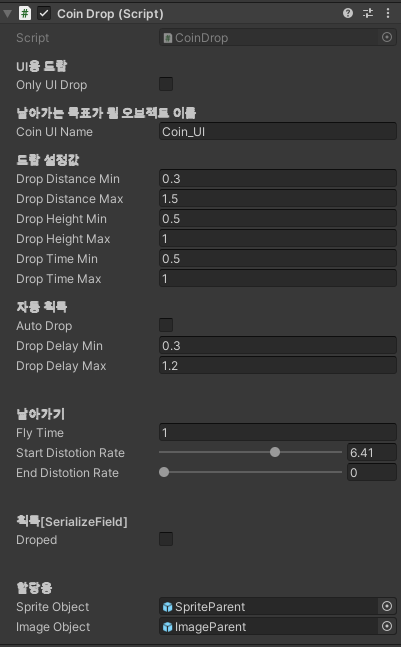 Coin Drop (Script)
Script CoinDrop
UI용 드랍
Only UI Drop
날아가는 목표가 될 오브젝트 이름
Coin UI Name Coin_UI
드랍 설정값
Drop Distance Min 0.3
Drop Distance Max 1.5
Drop Height Min 0.5
Drop Height Max 1
Drop Time Min 0.5
Drop Time Max 1
자동 획득
Auto Drop
Drop Delay Min 0.3
Drop Delay Max 1.2
날아가기
Fly Time 1
Start Distotion Rate 6.41
End Distotion Rate 0
획득[SerializeField]
Droped
할당용
Sprite Object SpriteParent
Image Object ImageParent